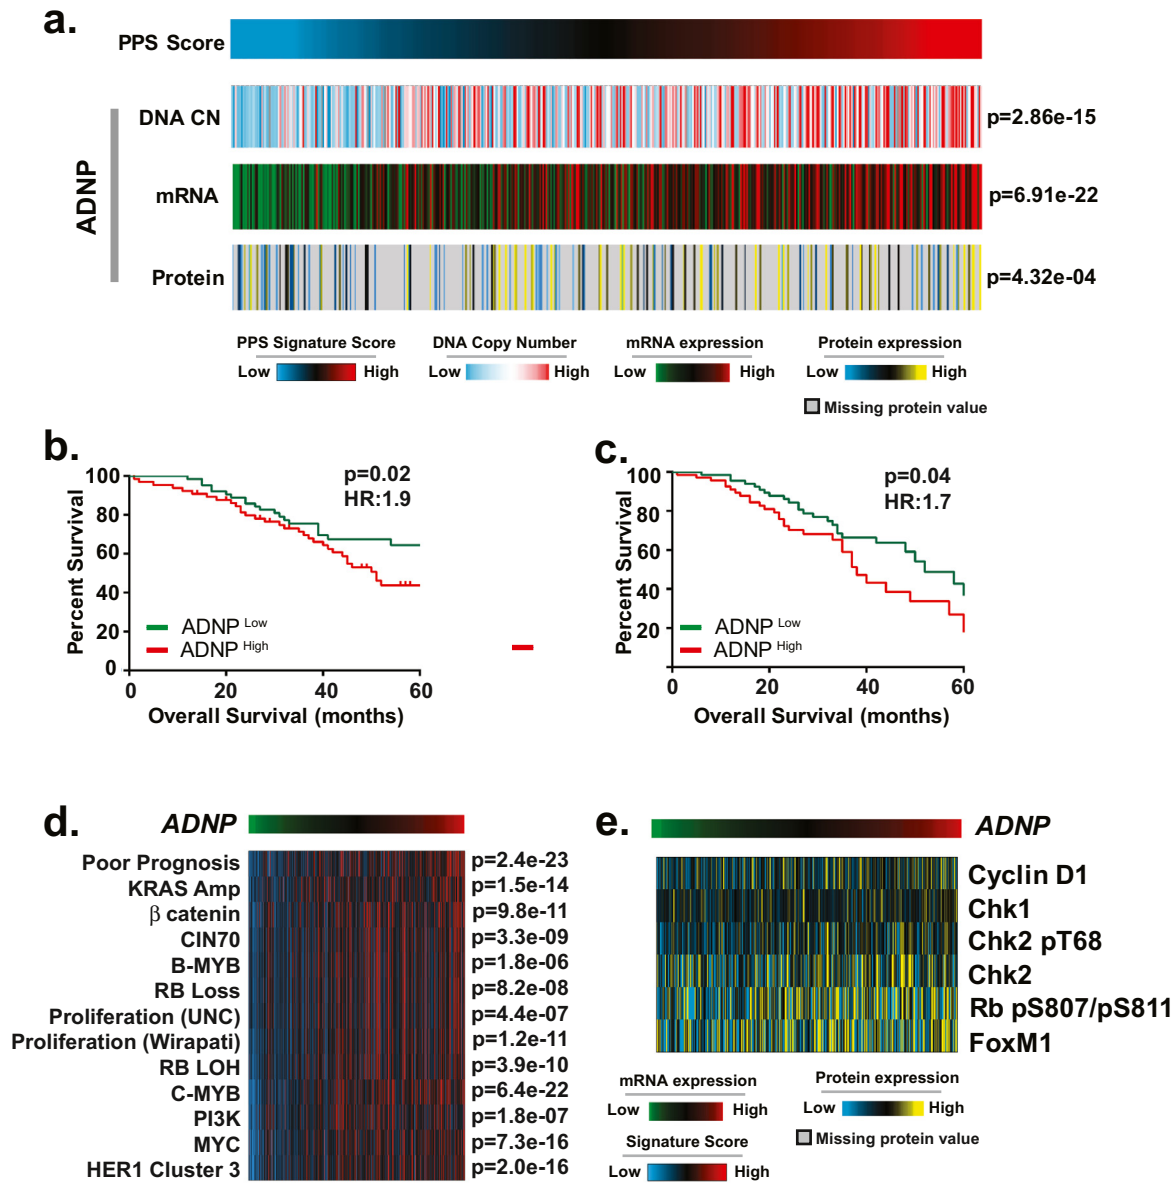 a.
PPS Score
DNA CN
p=2.86e-15
ADNP
mRNA
p=6.91e-22
Protein
p=4.32e-04
PPS Signature Score
Low High
DNA Copy Number
Low High
mRNA expression
Low High
Protein expression
Low High
Missing protein value
b.
p=0.02
HR:1.9
Percent Survival
100
80
60
40
20
0
ADNP Low
ADNP High
0 20 40 60
Overall Survival (months)
c.
p=0.04
HR:1.7
Percent Survival
100
80
60
40
20
ADNP Low
ADNP High
0 20 40 60
Overall Survival (months)
d.
ADNP
Poor Prognosis p=2.4e-23
KRAS Amp p=1.5e-14
β catenin p=9.8e-11
CIN70 p=3.3e-09
B-MYB p=1.8e-06
RB Loss p=8.2e-08
Proliferation (UNC) p=4.4e-07
Proliferation (Wirapati) p=1.2e-11
RB LOH p=3.9e-10
C-MYB p=6.4e-22
PI3K p=1.8e-07
MYC p=7.3e-16
HER1 Cluster 3 p=2.0e-16
e.
ADNP
Cyclin D1
Chk1
Chk2 pT68
Chk2
Rb pS807/pS811
FoxM1
mRNA expression
Low High
Protein expression
Low High
Missing protein value
Signature Score
Low High